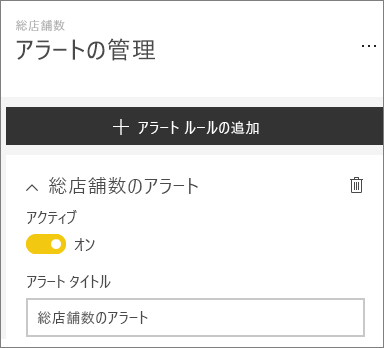 総店舗数
アラートの管理
アラート ルールの追加
総店舗数のアラート
アクティブ
オン
アラート タイトル
総店舗数のアラート